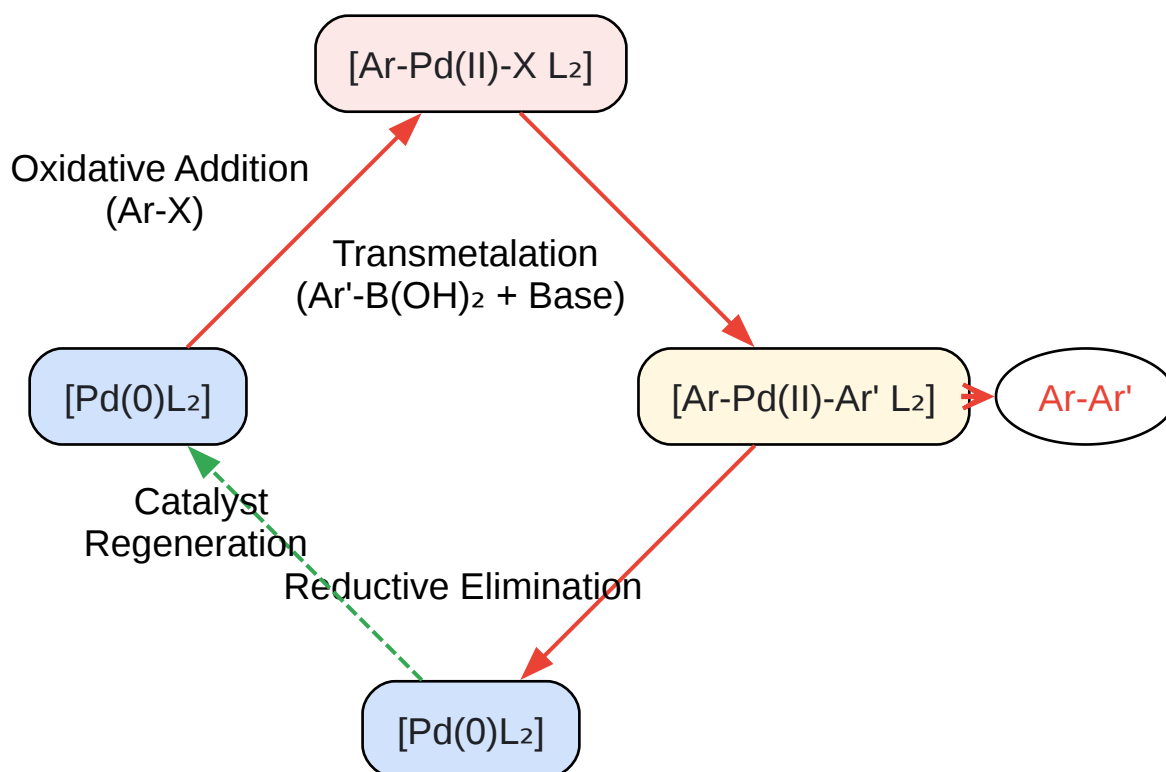 [Ar-Pd(II)-X L₂]
Oxidative Addition
(Ar-X)
Transmetalation
(Ar'-B(OH)₂ + Base)
[Pd(0)L₂]
[Ar-Pd(II)-Ar' L₂]
Ar-Ar'
Catalyst
Regeneration
Reductive Elimination
[Pd(0)L₂]